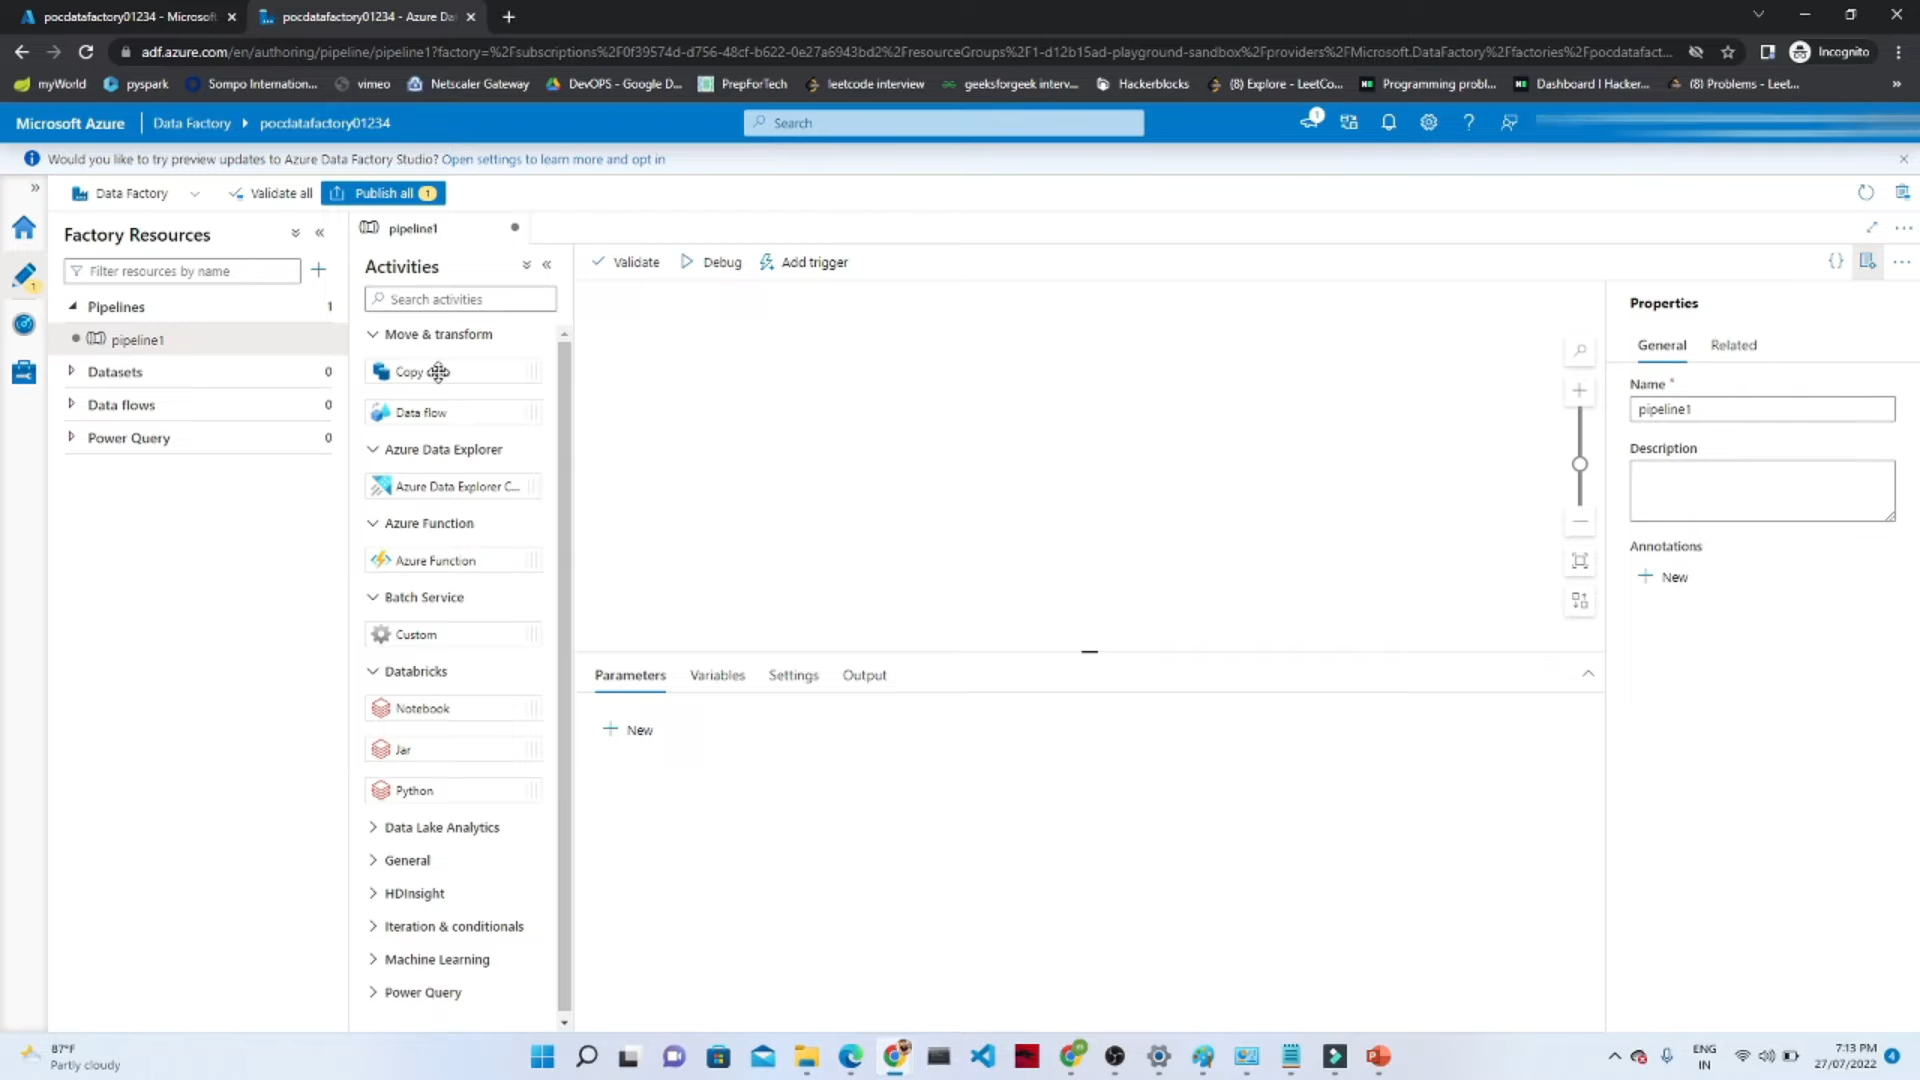 pocdatafactory01234 - Microsoft
pocdatafactory01234 - Azure Dat
adf.azure.com/en/authoring/pipeline/pipeline1?factory=%2Fsubscriptions%2F0f39574d-d756-48cf-b622-0e27a6943bd2%2FresourceGroups%2F1-d12b15ad-playground-sandbox%2Fproviders%2FMicrosoft.DataFactory%2Ffactories%2Fpocdatafact...
Incognito
myWorld
pyspark
Sompo Internation...
vimeo
Netscaler Gateway
DevOPS - Google D...
PrepForTech
leetcode interview
geeksforgeek interv...
Hackerblocks
(8) Explore - LeetCo...
Programming probl...
Dashboard | Hacker...
(8) Problems - Leet...
Microsoft Azure
Data Factory
pocdatafactory01234
Search
1
Would you like to try preview updates to Azure Data Factory Studio? Open settings to learn more and opt in
Data Factory
Validate all
Publish all 1
1
Factory Resources
Filter resources by name
Pipelines 1
pipeline1
Datasets 0
Data flows 0
Power Query 0
pipeline1
Activities
Search activities
Move & transform
Copy
Data flow
Azure Data Explorer
Azure Data Explorer C...
Azure Function
Azure Function
Batch Service
Custom
Databricks
Notebook
Jar
Python
Data Lake Analytics
General
HDInsight
Iteration & conditionals
Machine Learning
Power Query
Validate
Debug
Add trigger
{}
Parameters
Variables
Settings
Output
New
Properties
General
Related
Name *
pipeline1
Description
Annotations
New
87°F
Partly cloudy
ENG
IN
7:13 PM
27/07/2022
4